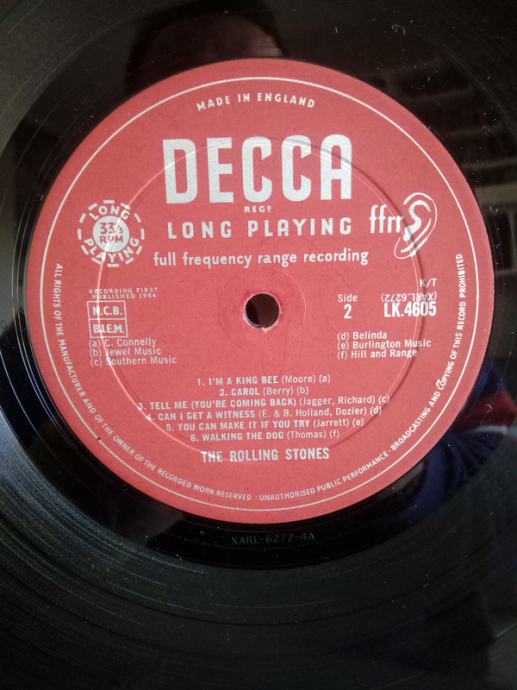 MADE IN ENGLAND
DECCA
REGD
LONG PLAYING
ffrr
LONG
33⅓
RPM
PLAYING
full frequency range recording
RECORDING FIRST
PUBLISHED 1964
N.C.B.
B.I.E.M.
(a) C. Connelly
(b) Jewel Music
(c) Southern Music
Side
2
K/T
(XARL.6272)
LK.4605
(d) Belinda
(e) Burlington Music
(f) Hill and Range
1. I'M A KING BEE (Moore) (a)
2. CAROL (Berry) (b)
3. TELL ME (YOU'RE COMING BACK) (Jagger, Richard) (c)
4. CAN I GET A WITNESS (E. & B. Holland, Dozier) (d)
5. YOU CAN MAKE IT IF YOU TRY (Jarrett) (e)
6. WALKING THE DOG (Thomas) (f)
THE ROLLING STONES
ALL RIGHTS OF THE MANUFACTURER AND OF THE OWNER OF THE RECORDED WORK RESERVED · UNAUTHORISED PUBLIC PERFORMANCE · BROADCASTING AND COPYING OF THIS RECORD PROHIBITED
XARL-6272-4A